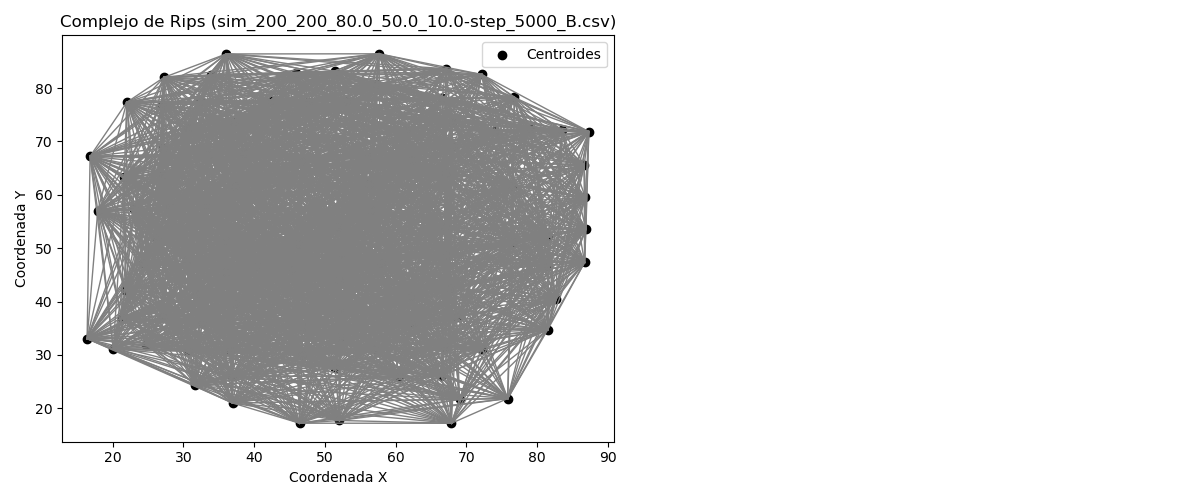 Complejo de Rips (sim_200_200_80.0_50.0_10.0-step_5000_B.csv)
Centroides
Coordenada Y
80
70
60
50
40
30
20
20 30 40 50 60 70 80 90
Coordenada X